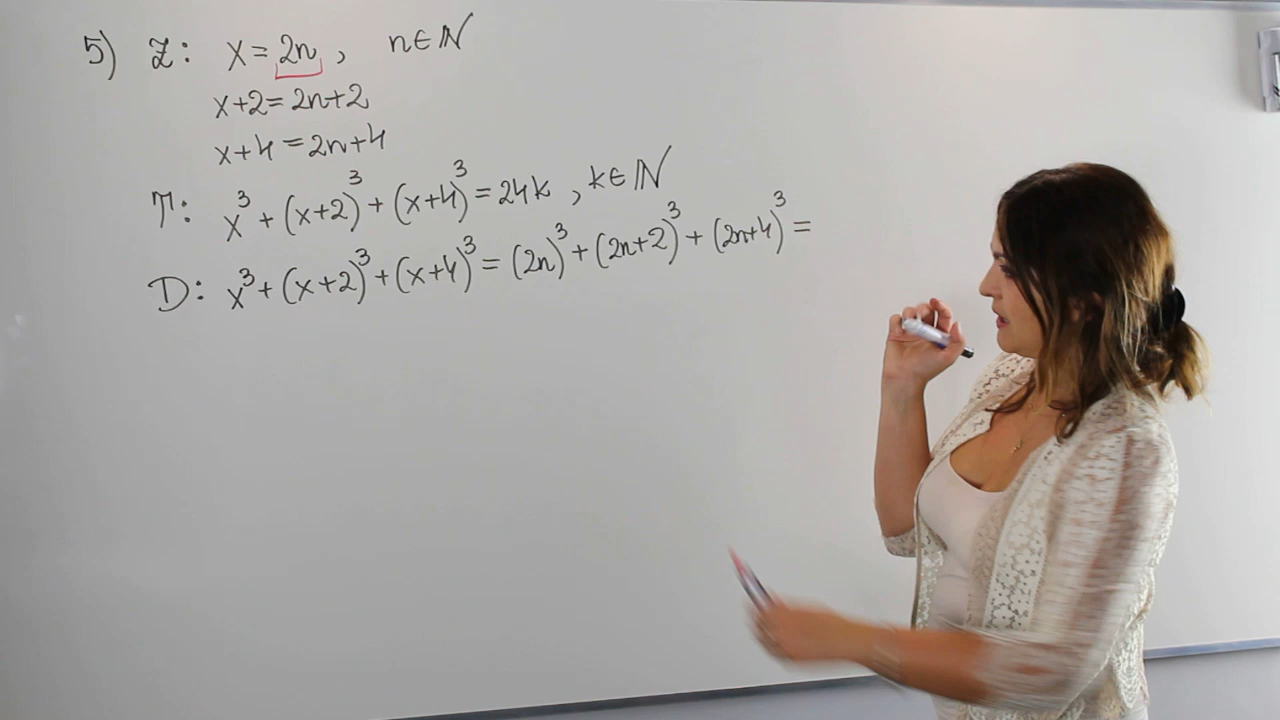 5) Z: x = 2n, n∈ℕ
x+2 = 2n+2
x+4 = 2n+4
T: x³ + (x+2)³ + (x+4)³ = 24k, k∈ℕ
D: x³ + (x+2)³ + (x+4)³ = (2n)³ + (2n+2)³ + (2n+4)³ =